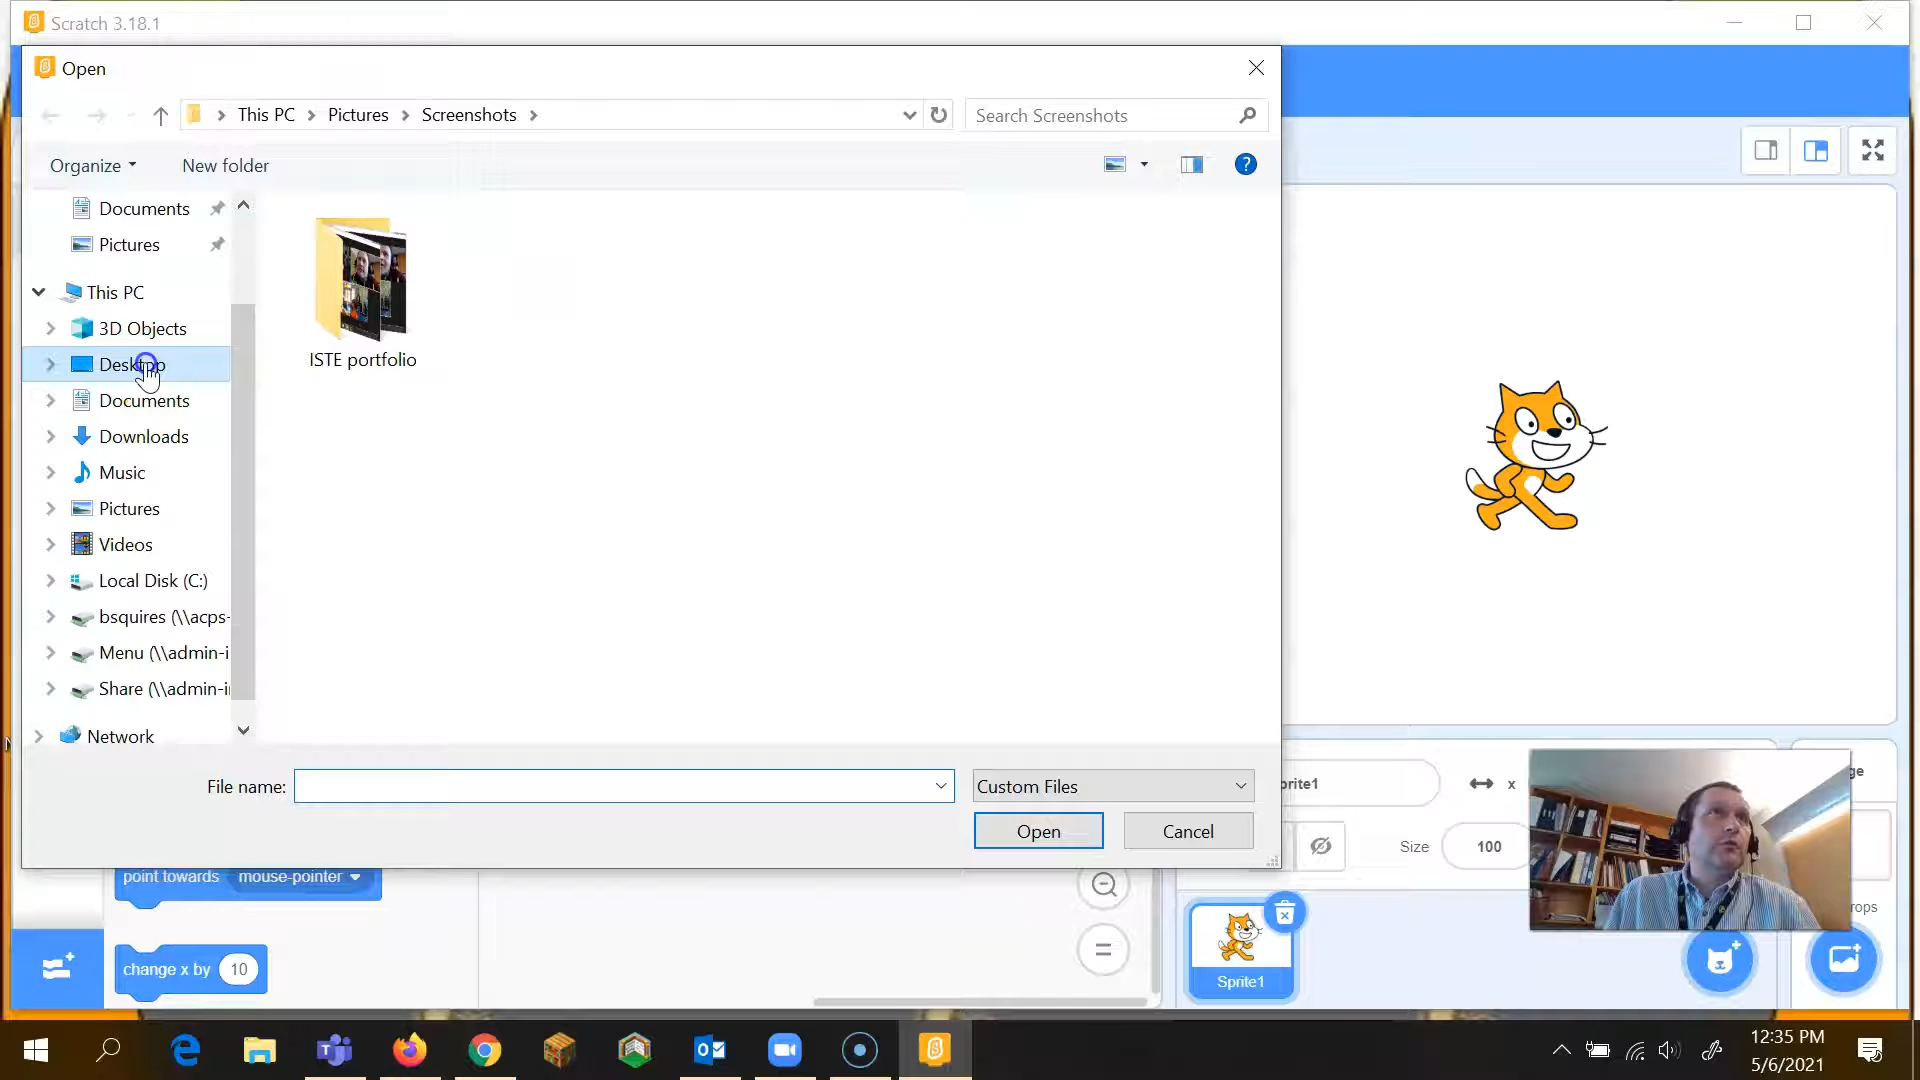 Scratch 3.18.1
Open
This PC
Pictures
Screenshots
Search Screenshots
Organize
New folder
Documents
Pictures
This PC
3D Objects
Desktop
Documents
Downloads
Music
Pictures
Videos
Local Disk (C:)
bsquires (\\acps-
Menu (\\admin-i
Share (\\admin-i
Network
ISTE portfolio
File name:
Custom Files
Open
Cancel
prite1
x
ge
Size
100
point towards mouse-pointer
change x by 10
Sprite1
rops
12:35 PM
5/6/2021